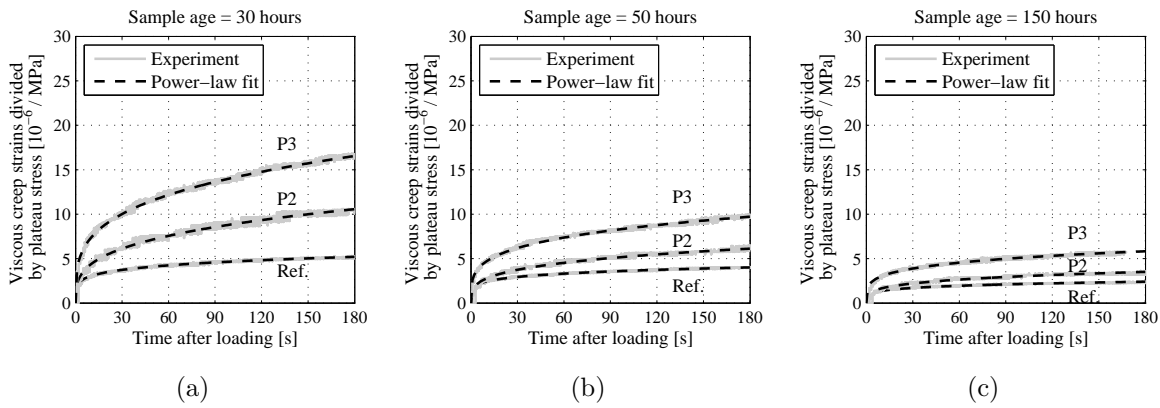 Sample age = 30 hours
30
25
20
15
10
5
0
0 30 60 90 120 150 180
Viscous creep strains divided
by plateau stress [10⁻⁶ / MPa]
Time after loading [s]
Experiment
Power−law fit
P3
P2
Ref.
(a)
Sample age = 50 hours
30
25
20
15
10
5
0
0 30 60 90 120 150 180
Viscous creep strains divided
by plateau stress [10⁻⁶ / MPa]
Time after loading [s]
Experiment
Power−law fit
P3
P2
Ref.
(b)
Sample age = 150 hours
30
25
20
15
10
5
0
0 30 60 90 120 150 180
Viscous creep strains divided
by plateau stress [10⁻⁶ / MPa]
Time after loading [s]
Experiment
Power−law fit
P3
P2
Ref.
(c)